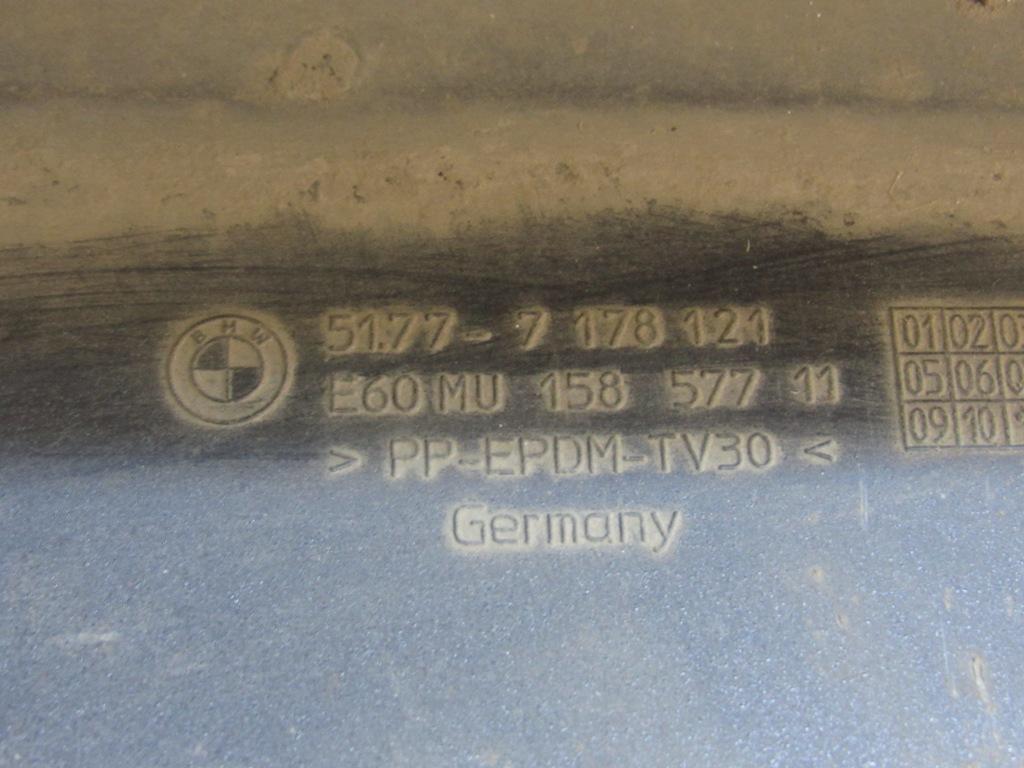 BMW
51.77- 7 178 121
E60 MU 158 577 11
> PP-EPDM-TV30 <
Germany
01 02
05 06
09 10